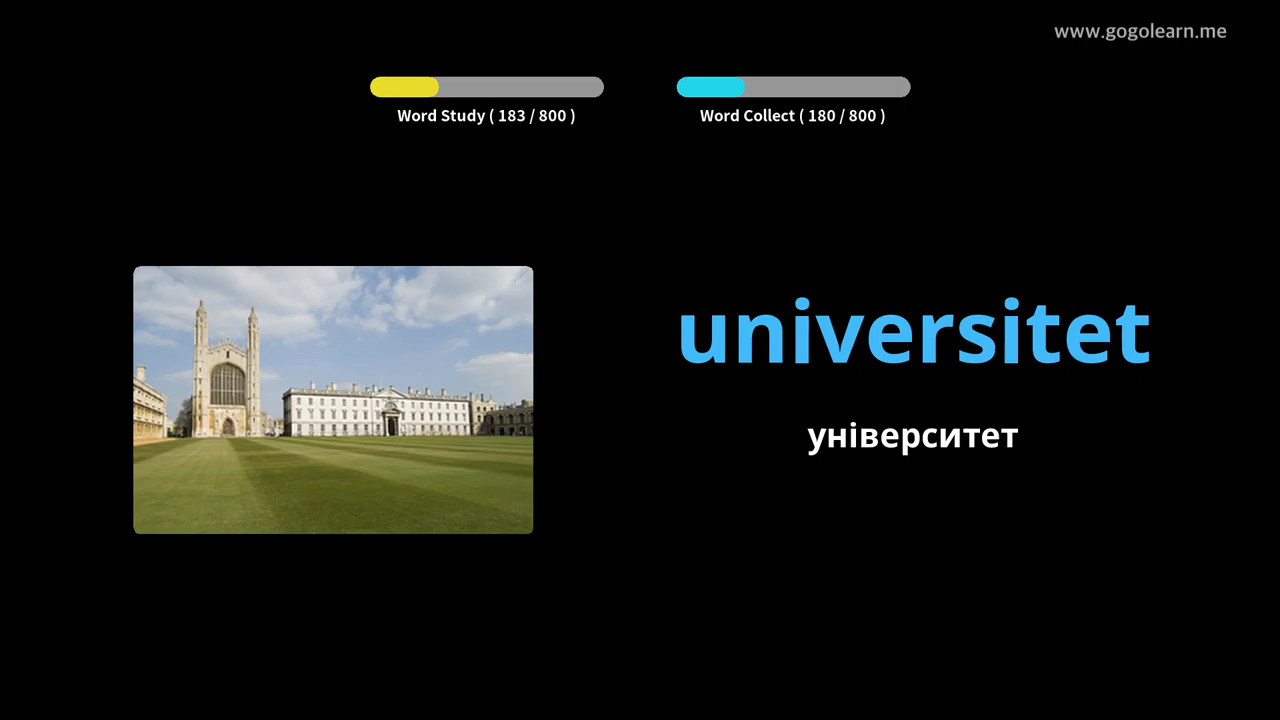 www.gogolearn.me
Word Study ( 183 / 800 )
Word Collect ( 180 / 800 )
universitet
університет